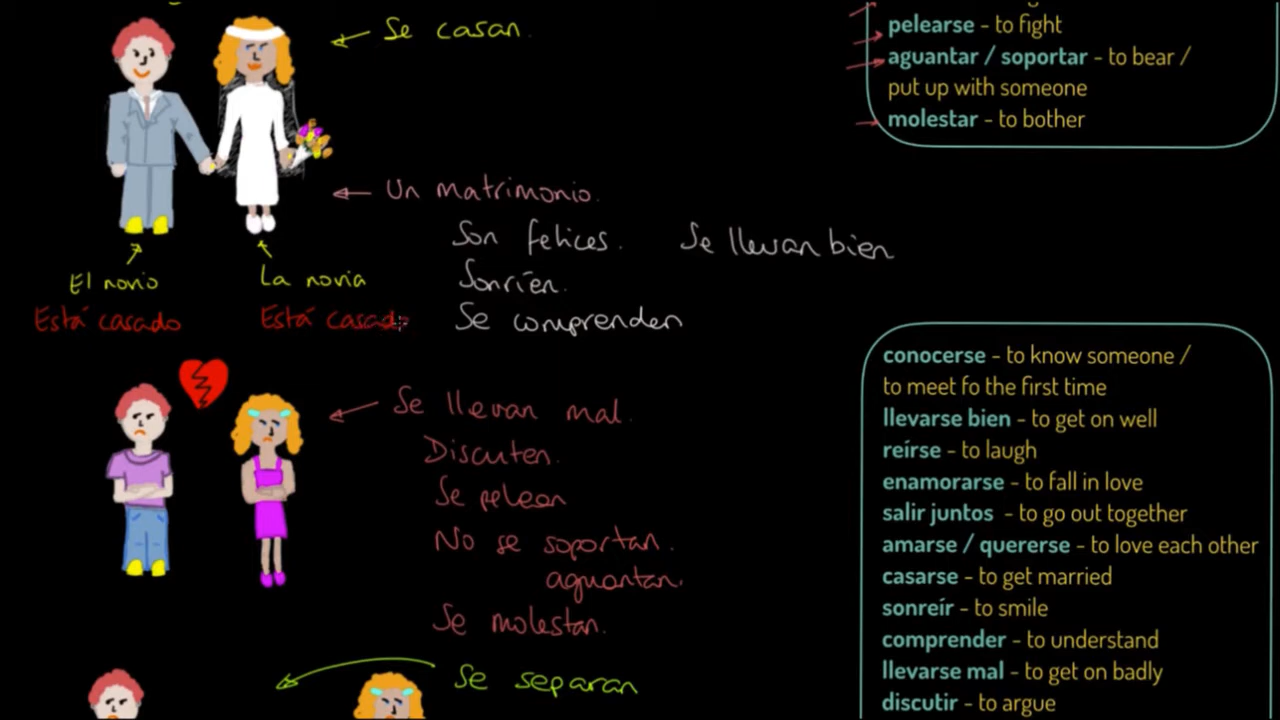 Se casan.
Un matrimonio.
Son felices. Se llevan bien
El novio La novia Sonríen.
Está casado Está casad Se comprenden
Se llevan mal.
Discuten.
Se pelean
No se soportan.
aguantan.
Se molestan.
Se separan
pelearse - to fight
aguantar / soportar - to bear /
put up with someone
molestar - to bother
conocerse - to know someone /
to meet fo the first time
llevarse bien - to get on well
reírse - to laugh
enamorarse - to fall in love
salir juntos - to go out together
amarse / quererse - to love each other
casarse - to get married
sonreír - to smile
comprender - to understand
llevarse mal - to get on badly
discutir - to argue